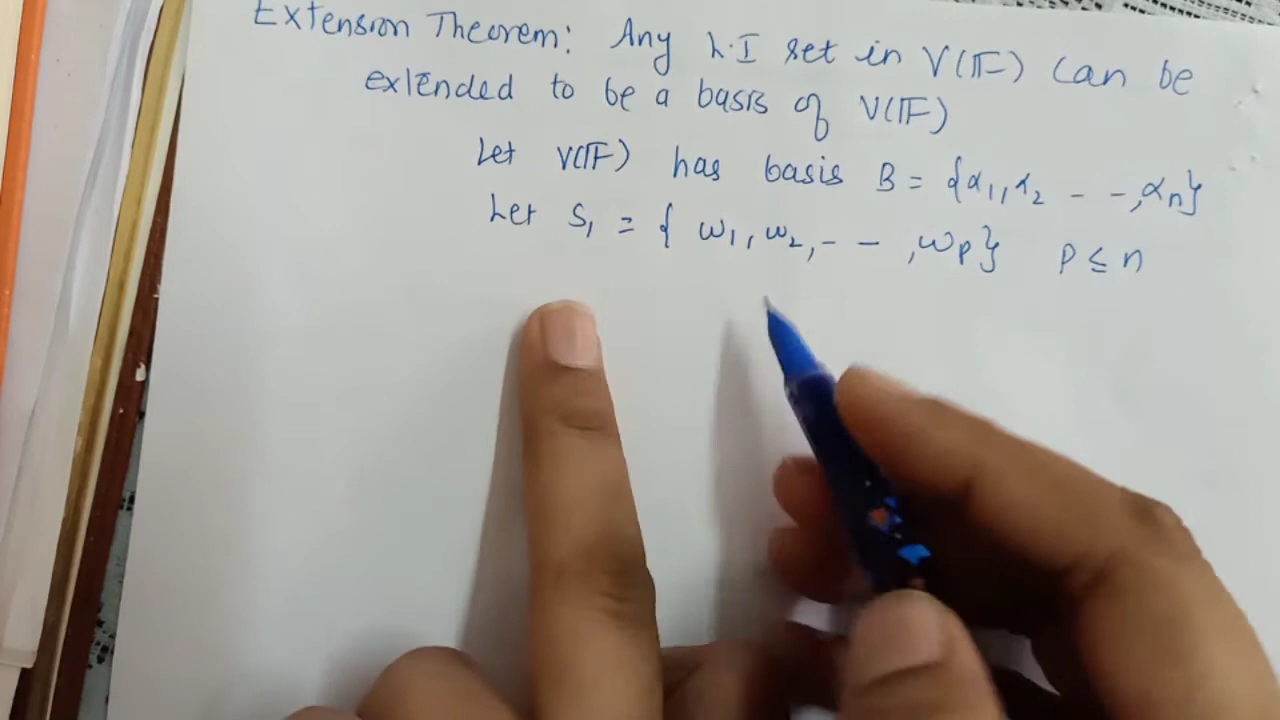 Extension Theorem: Any L.I set in V(F) can be
extended to be a basis of V(F)
Let V(F) has basis B = {α1, α2 - -, αn}
Let S1 = { ω1, ω2, - - , ωp} p ≤ n